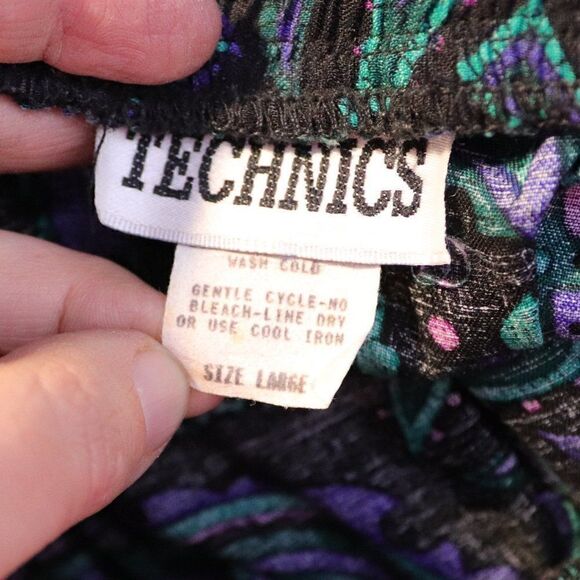 TECHNICS
WASH COLD
GENTLE CYCLE-NO
BLEACH-LINE DRY
OR USE COOL IRON
SIZE LARGE